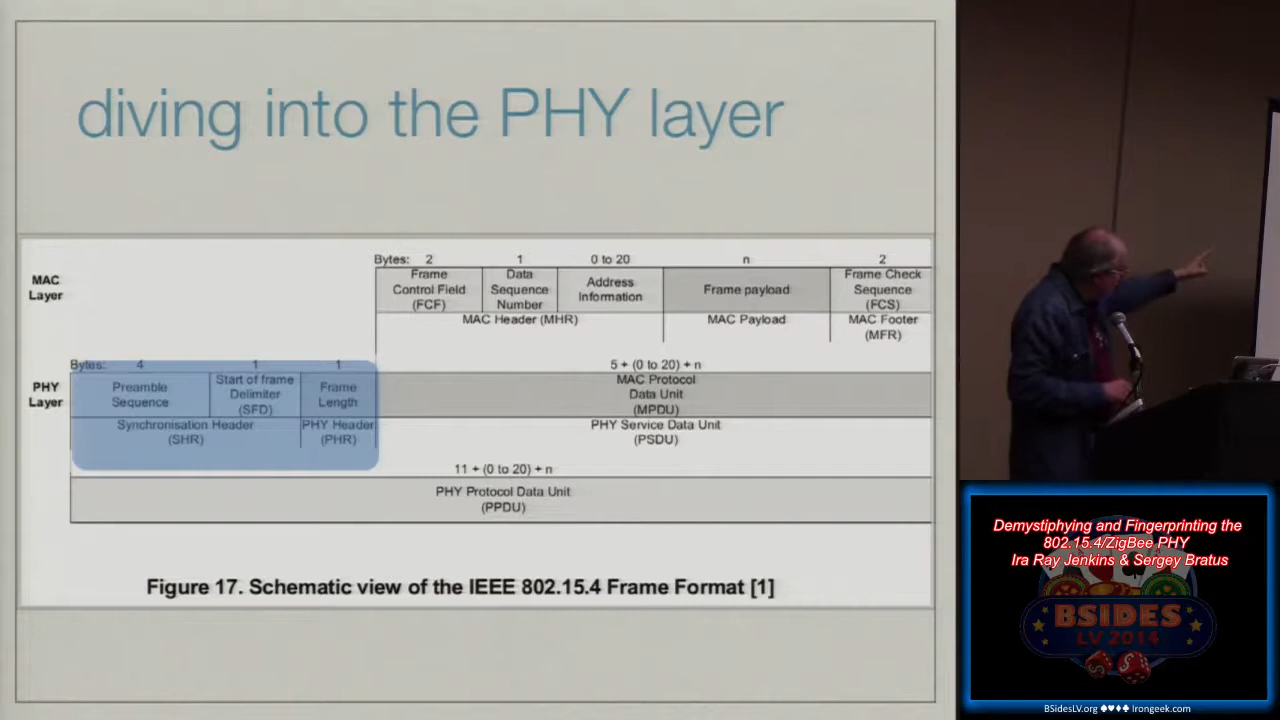 diving into the PHY layer
MAC
Layer
Bytes: 2 1 0 to 20 n 2
Frame
Control Field
(FCF)
Data
Sequence
Number
Address
Information
Frame payload
Frame Check
Sequence
(FCS)
MAC Header (MHR)
MAC Payload
MAC Footer
(MFR)
Bytes: 4 1 1 5 + (0 to 20) + n
PHY
Layer
Preamble
Sequence
Start of frame
Delimiter
(SFD)
Frame
Length
MAC Protocol
Data Unit
(MPDU)
Synchronisation Header
(SHR)
PHY Header
(PHR)
PHY Service Data Unit
(PSDU)
11 + (0 to 20) + n
PHY Protocol Data Unit
(PPDU)
Figure 17. Schematic view of the IEEE 802.15.4 Frame Format [1]
Demystiphying and Fingerprinting the
802.15.4/ZigBee PHY
Ira Ray Jenkins & Sergey Bratus
BSIDES
LV 2014
BSidesLV.org ♠♥♦♣ Irongeek.com